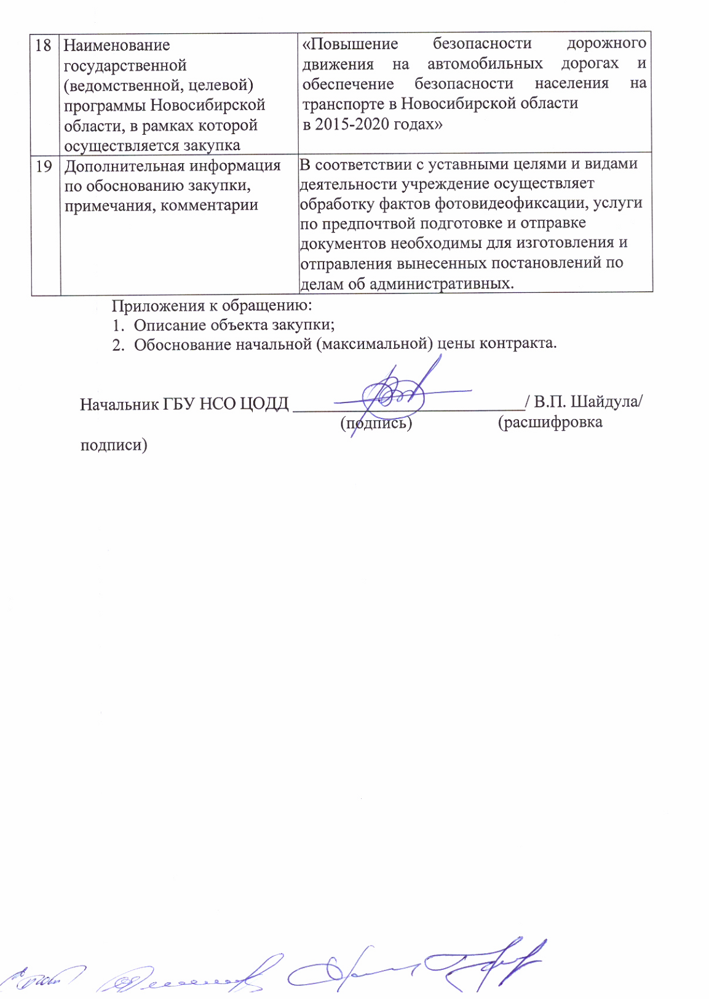 18 Наименование
государственной
(ведомственной, целевой)
программы Новосибирской
области, в рамках которой
осуществляется закупка
«Повышение безопасности дорожного
движения на автомобильных дорогах и
обеспечение безопасности населения на
транспорте в Новосибирской области
в 2015-2020 годах»
19 Дополнительная информация
по обоснованию закупки,
примечания, комментарии
В соответствии с уставными целями и видами
деятельности учреждение осуществляет
обработку фактов фотовидеофиксации, услуги
по предпочтвой подготовке и отправке
документов необходимы для изготовления и
отправления вынесенных постановлений по
делам об административных.
Приложения к обращению:
1. Описание объекта закупки;
2. Обоснование начальной (максимальной) цены контракта.
Начальник ГБУ НСО ЦОДД ___________________________/ В.П. Шайдула/
(подпись) (расшифровка
подписи)